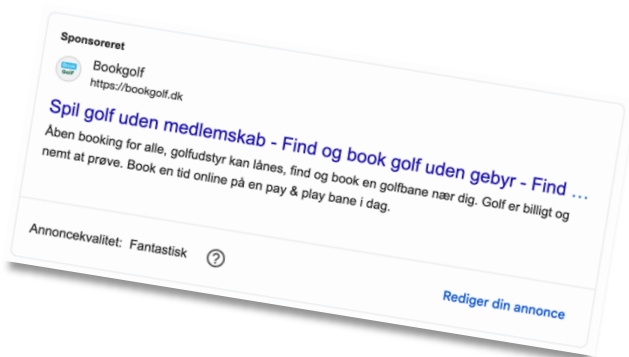 Sponsoreret
Bookgolf
https://bookgolf.dk
Spil golf uden medlemskab - Find og book golf uden gebyr - Find ...
Åben booking for alle, golfudstyr kan lånes, find og book en golfbane nær dig. Golf er billigt og
nemt at prøve. Book en tid online på en pay & play bane i dag.
Annoncekvalitet: Fantastisk ?
Rediger din annonce